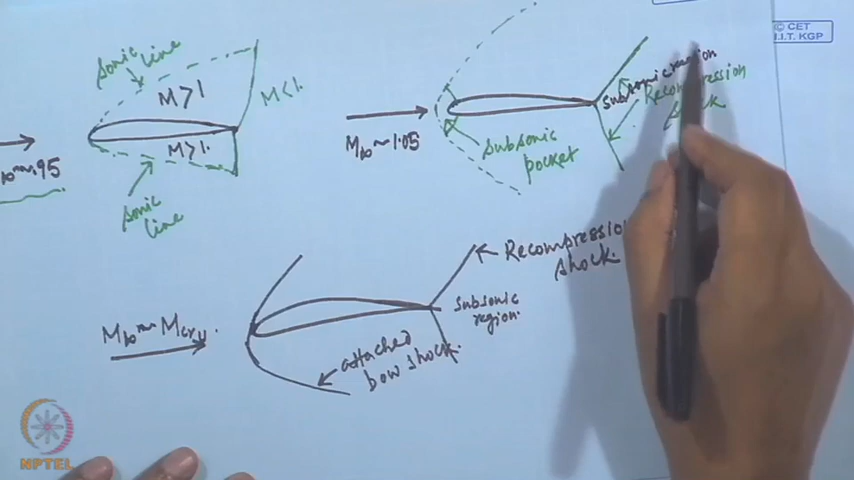 © CET
I.I.T. KGP
sonic
line
M>1
M<1.
M∞~.95
M>1.
sonic
line
M∞~1.05
subsonic region
Recompression
shock
subsonic
pocket
M∞~Mcr,u.
Recompression
shock.
subsonic
region.
attached
bow shock.
NPTEL